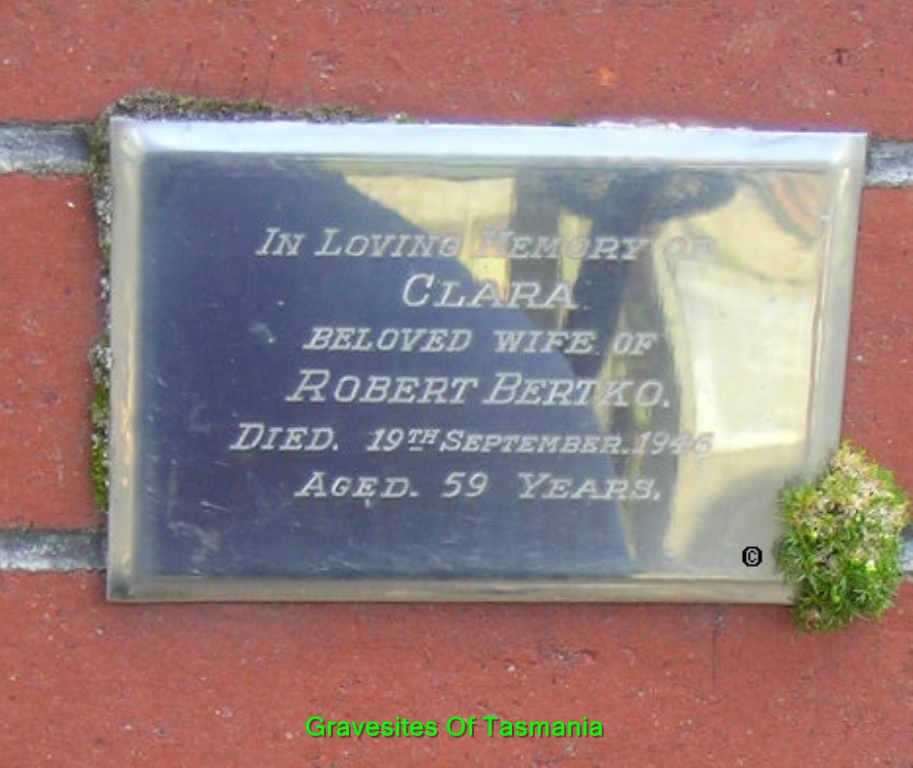 IN LOVING MEMORY OF
CLARA
BELOVED WIFE OF
ROBERT BERTKO.
DIED. 19TH SEPTEMBER. 1946
AGED. 59 YEARS.
©
Gravesites Of Tasmania